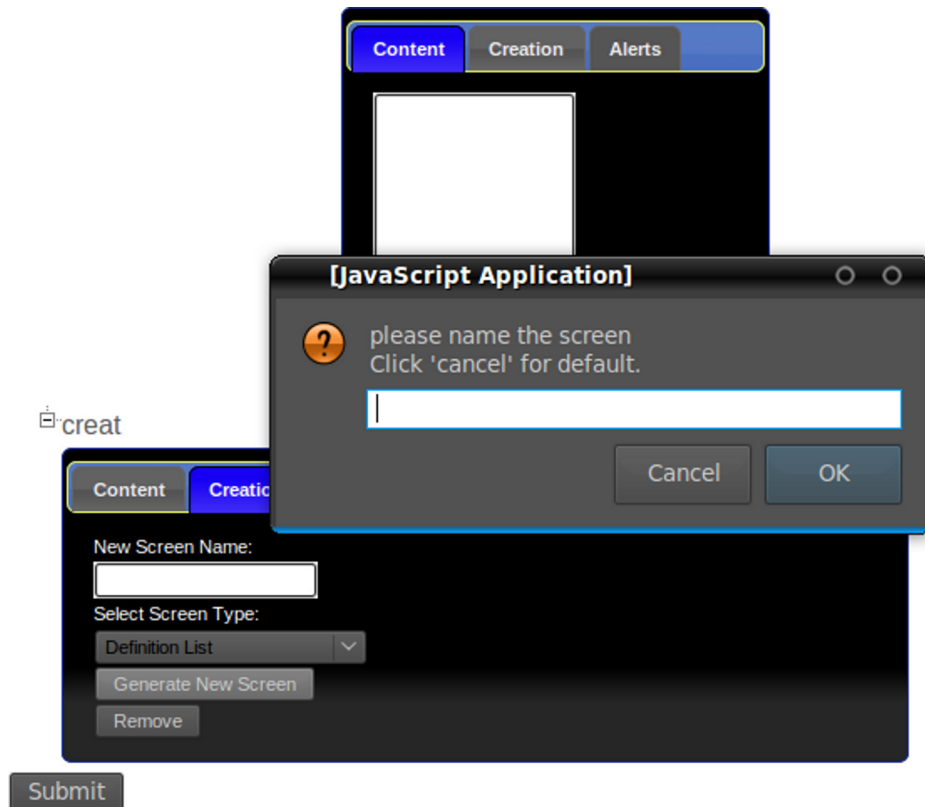 Content Creation Alerts
[JavaScript Application]
please name the screen
Click 'cancel' for default.
Cancel OK
creat
Content Creatio
New Screen Name:
Select Screen Type:
Definition List
Generate New Screen
Remove
Submit